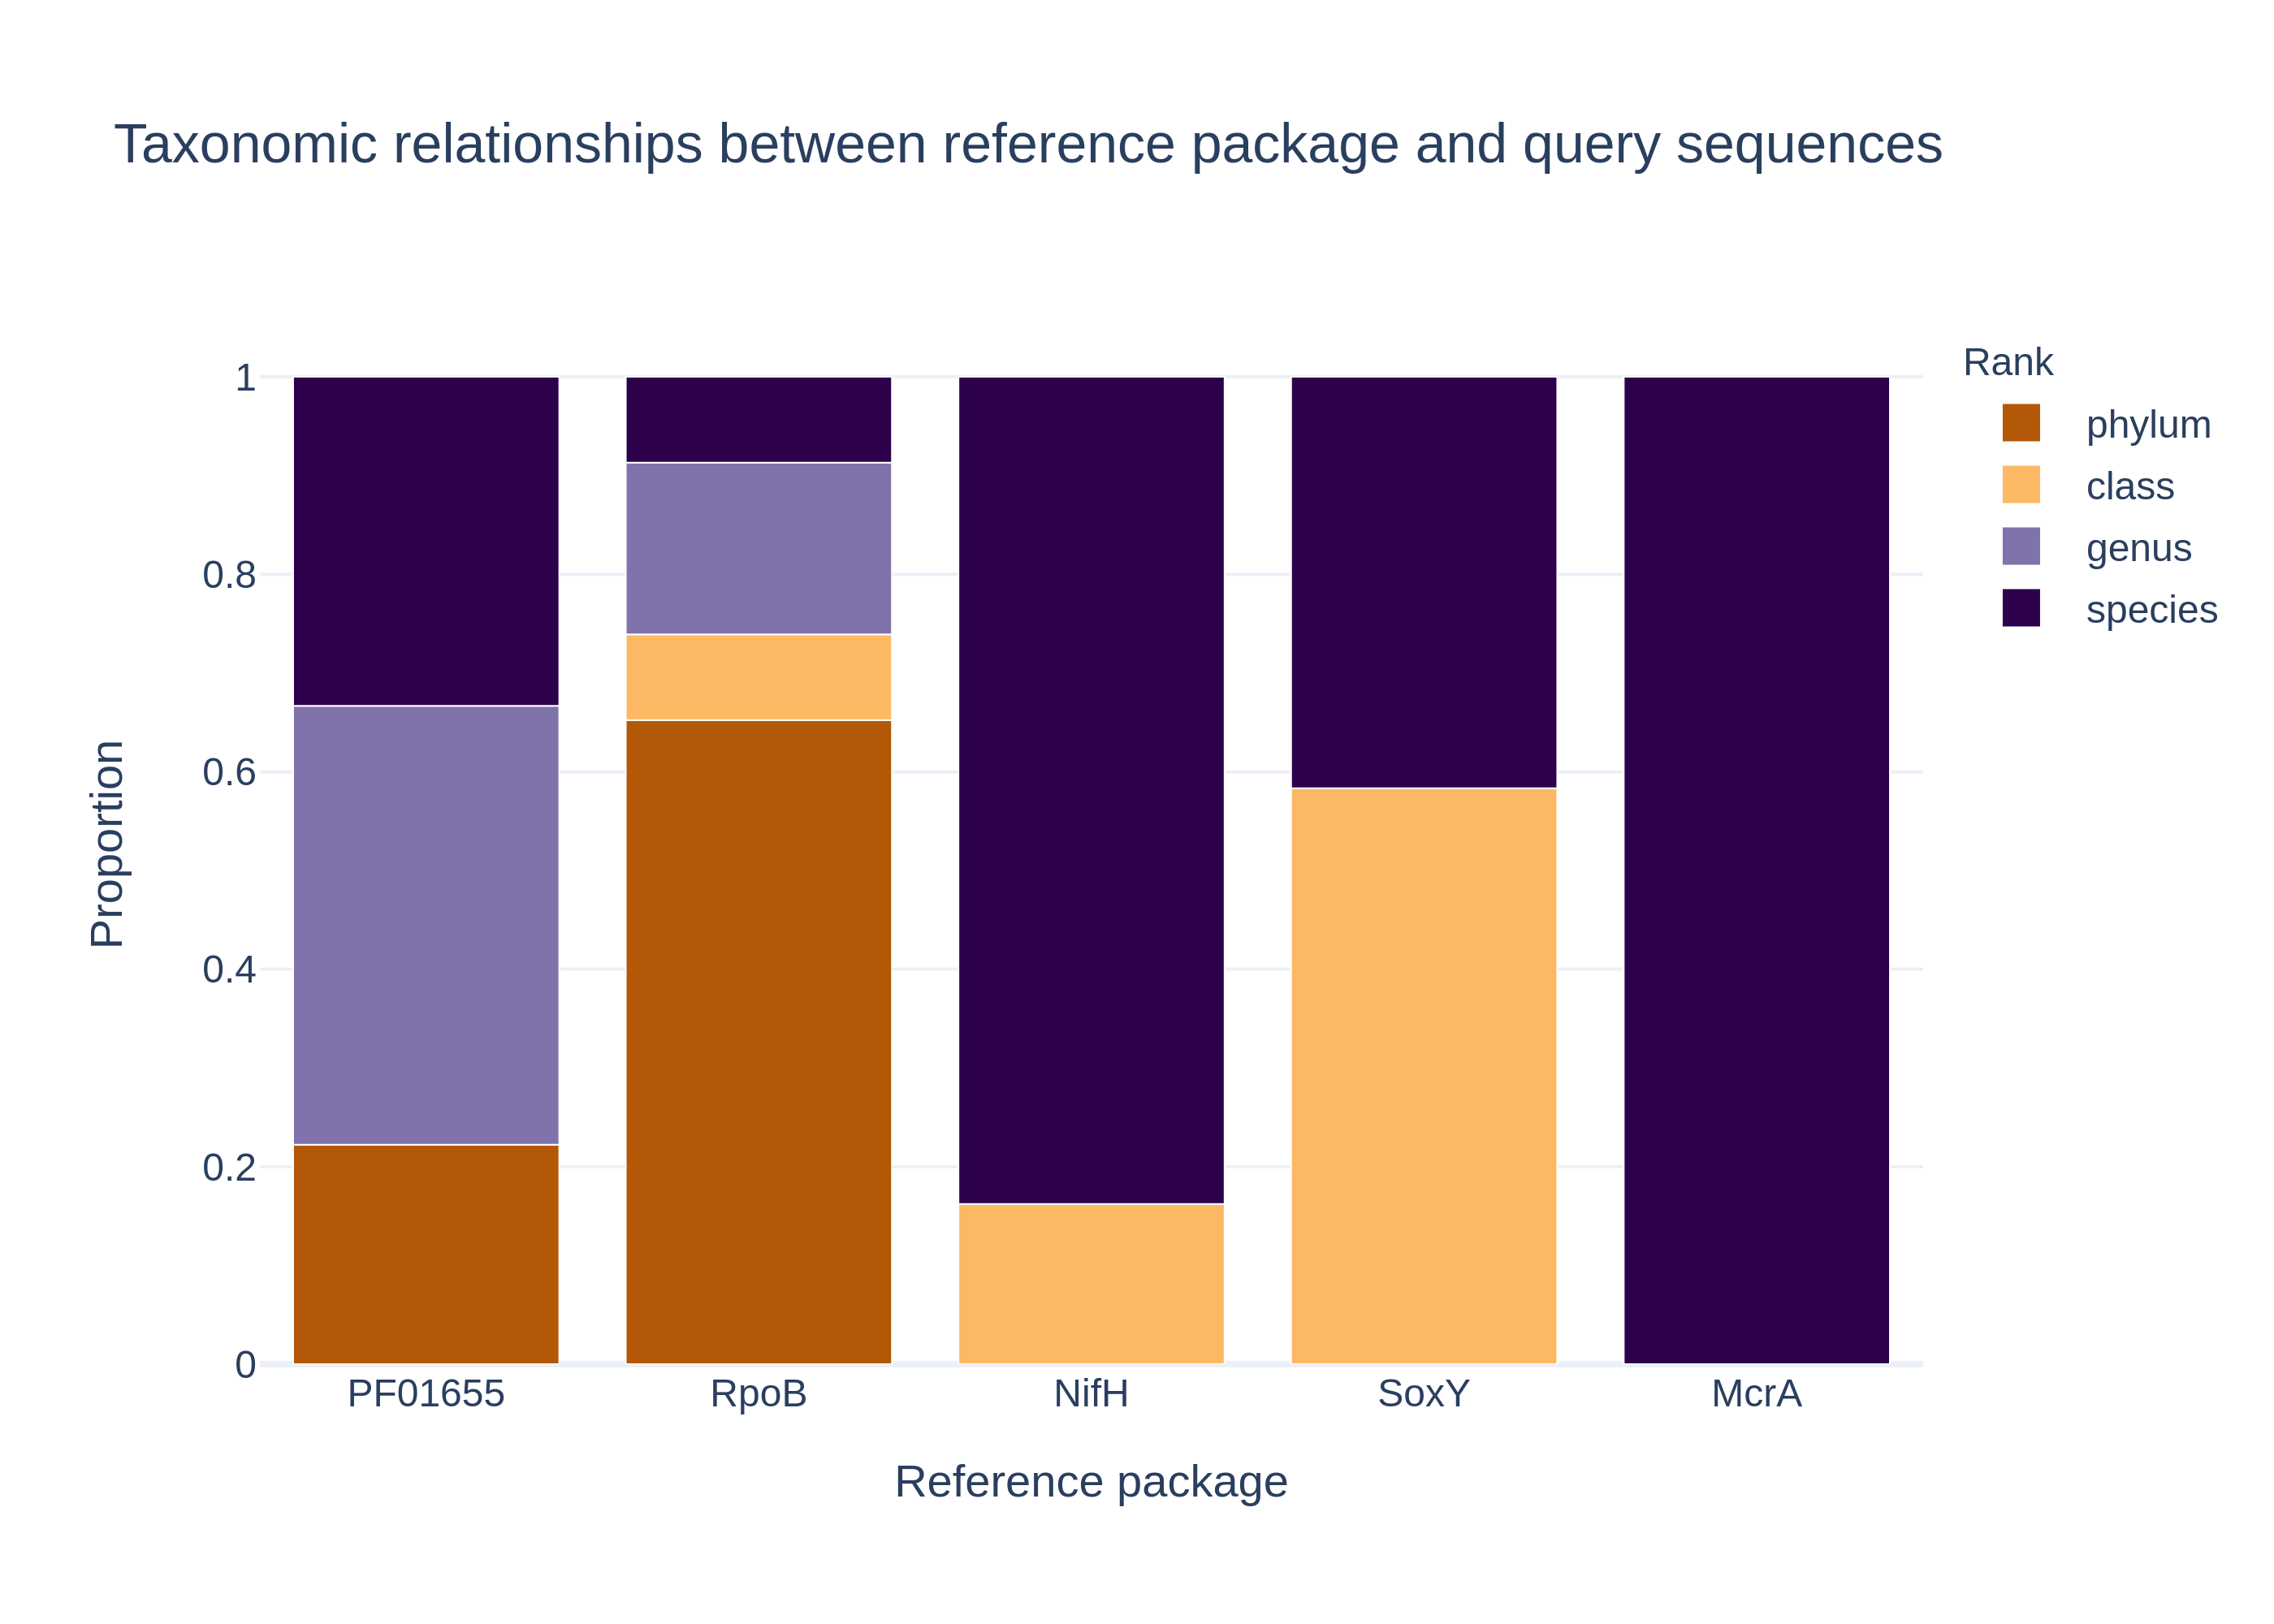 Taxonomic relationships between reference package and query sequences
Rank
phylum
class
genus
species
1
0.8
0.6
0.4
0.2
0
Proportion
PF01655 RpoB NifH SoxY McrA
Reference package